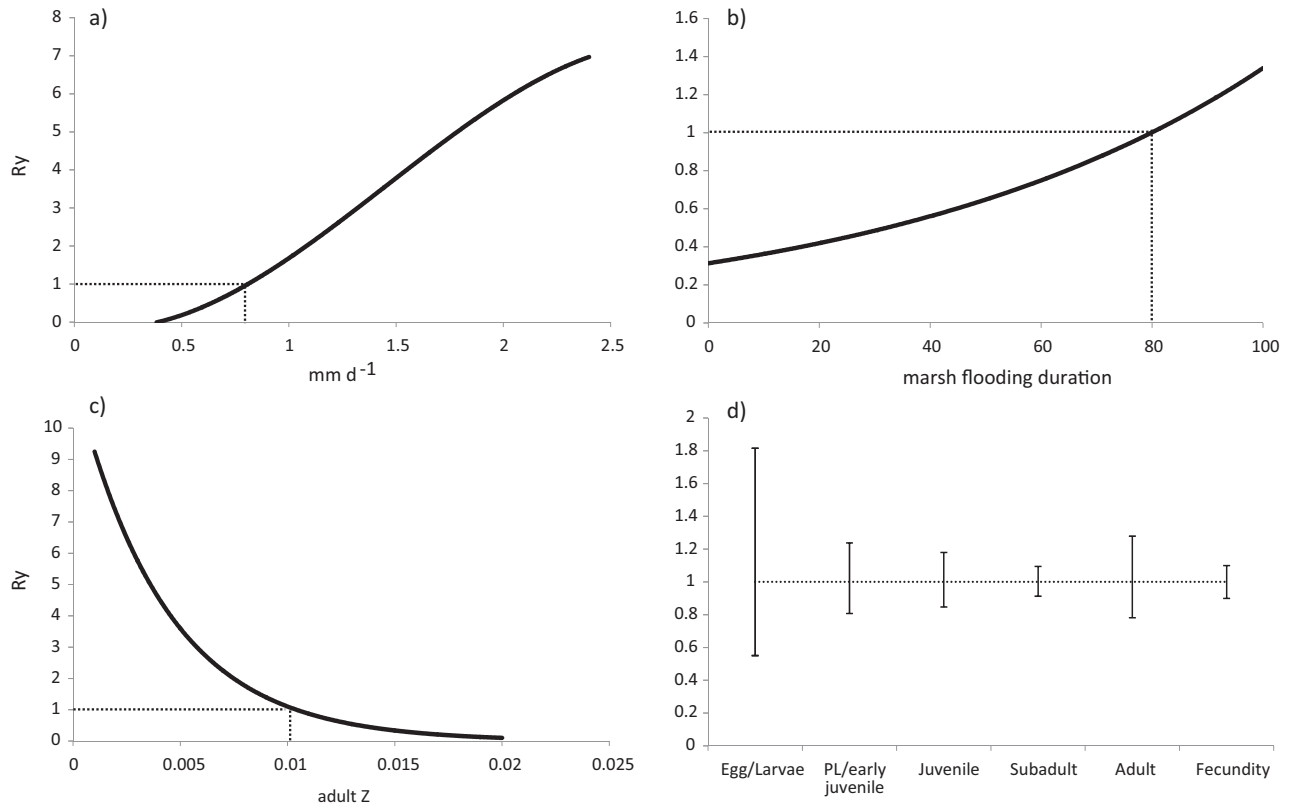 a)
8
7
6
5
4
3
2
1
0
Ry
0 0.5 1 1.5 2 2.5
mm d-1
b)
1.6
1.4
1.2
1
0.8
0.6
0.4
0.2
0
0 20 40 60 80 100
marsh flooding duration
c)
10
9
8
7
6
5
4
3
2
1
0
Ry
0 0.005 0.01 0.015 0.02 0.025
adult Z
d)
2
1.8
1.6
1.4
1.2
1
0.8
0.6
0.4
0.2
0
Egg/Larvae PL/early Juvenile Subadult Adult Fecundity
juvenile